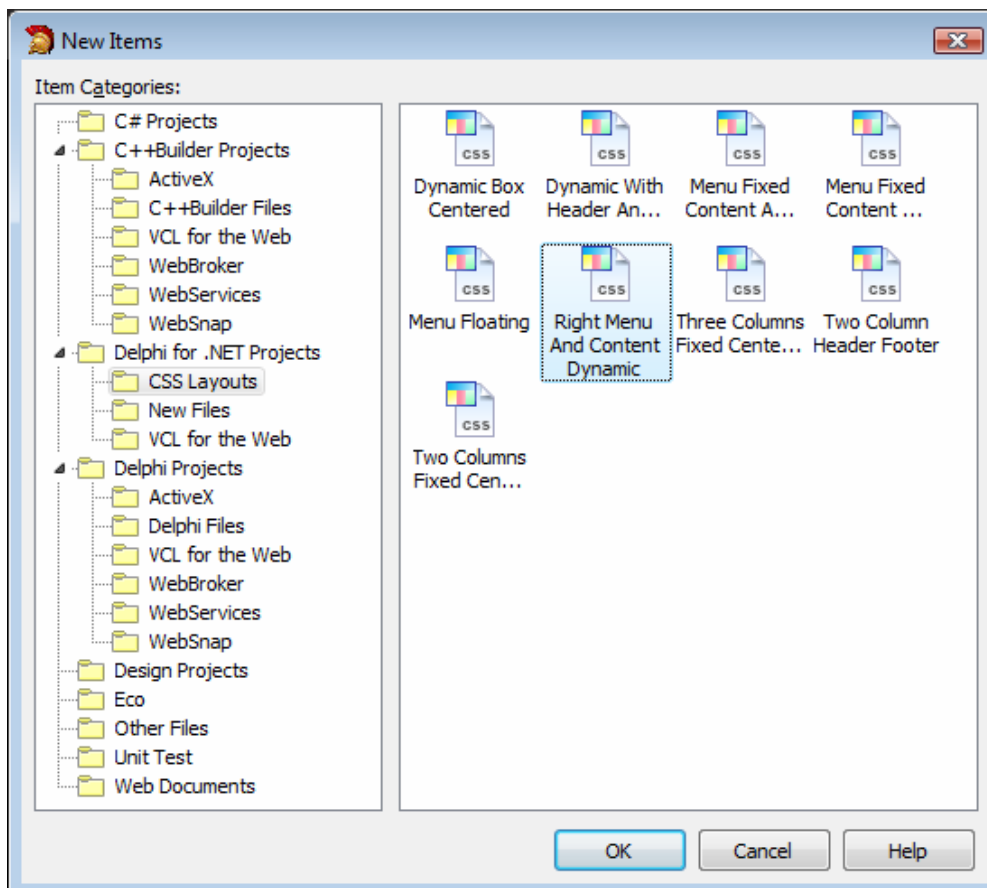 New Items
Item Categories:
C# Projects
C++Builder Projects
ActiveX
C++Builder Files
VCL for the Web
WebBroker
WebServices
WebSnap
Delphi for .NET Projects
CSS Layouts
New Files
VCL for the Web
Delphi Projects
ActiveX
Delphi Files
VCL for the Web
WebBroker
WebServices
WebSnap
Design Projects
Eco
Other Files
Unit Test
Web Documents
css css css css
Dynamic Box Dynamic With Menu Fixed Menu Fixed
Centered Header An... Content A... Content ...
css css css css
Menu Floating Right Menu Three Columns Two Column
And Content Fixed Cente... Header Footer
Dynamic
css
Two Columns
Fixed Cen...
OK Cancel Help